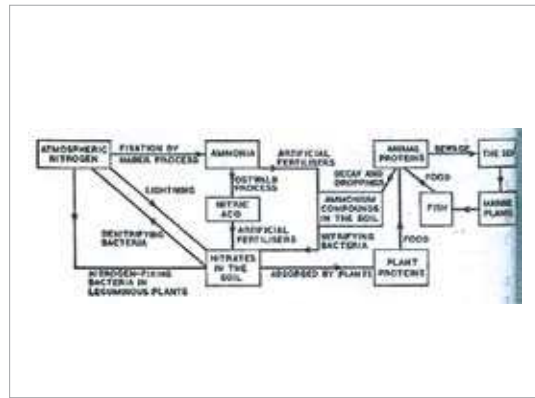 ATMOSPHERIC
NITROGEN
FIXATION BY
HABER PROCESS
AMMONIA
ARTIFICIAL
FERTILISERS
ANIMAL
PROTEINS
SEWAGE
THE SE
LIGHTNING
OSTWALD
PROCESS
DECAY AND
DROPPINGS
FOOD
NITRIC
ACID
AMMONIUM
COMPOUNDS
IN THE SOIL
FISH
MARINE
PLANTS
DENITRIFYING
BACTERIA
ARTIFICIAL
FERTILISERS
NITRIFYING
BACTERIA
FOOD
NITRATES
IN THE
SOIL
ABSORBED BY PLANTS
PLANT
PROTEINS
NITROGEN-FIXING
BACTERIA IN
LEGUMINOUS PLANTS